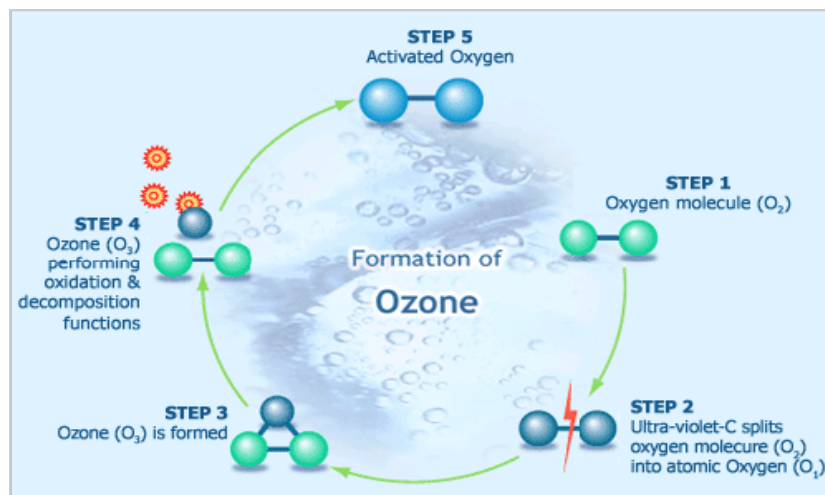 STEP 5
Activated Oxygen
STEP 1
Oxygen molecule (O₂)
STEP 4
Ozone (O₃)
performing
oxidation &
decomposition
functions
Formation of
Ozone
STEP 2
Ultra-violet-C splits
oxygen molecure (O₂)
into atomic Oxygen (O₁)
STEP 3
Ozone (O₃) is formed